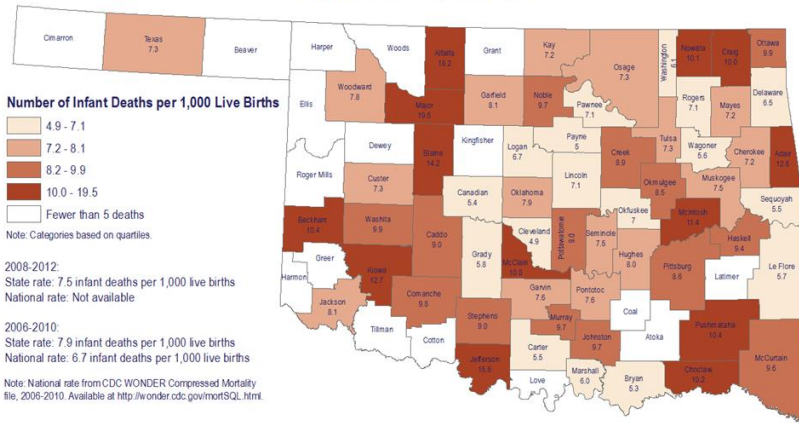 Cimarron
Texas
7.3
Beaver
Harper
Woods
Alfalfa
Grant
Kay
7.2
Osage
7.3
Washington
6.1
Nowata
10.1
Craig
10.0
Ottawa
9.9
Ellis
Woodward
7.8
Major
Garfield
8.1
Noble
9.7
Pawnee
7.1
Rogers
7.1
Mayes
7.2
Delaware
6.5
Number of Infant Deaths per 1,000 Live Births
4.9 - 7.1
7.2 - 8.1
8.2 - 9.9
10.0 - 19.5
Fewer than 5 deaths
Note: Categories based on quartiles.
Dewey
Blaine
14.2
Kingfisher
Logan
6.7
Payne
5
Creek
8.9
Tulsa
7.3
Wagoner
5.6
Cherokee
7.2
Adair
Roger Mills
Custer
7.3
Canadian
5.4
Oklahoma
7.9
Lincoln
7.1
Okfuskee
7
Okmulgee
8.5
Muskogee
7.5
Sequoyah
5.5
Beckham
10.4
Washita
9.9
Caddo
9.0
Grady
5.8
Cleveland
4.9
McClain
Pottawatomie
9.0
Seminole
7.6
Hughes
8.0
McIntosh
11.4
Haskell
9.4
Pittsburg
8.6
Latimer
Le Flore
5.7
2008-2012:
State rate: 7.5 infant deaths per 1,000 live births
National rate: Not available
Harmon
Greer
Kiowa
12.7
Jackson
8.1
Comanche
9.8
Tillman
Cotton
Stephens
9.0
Garvin
7.6
Murray
9.7
Pontotoc
7.6
Coal
Johnston
9.7
Atoka
Pushmataha
10.4
McCurtain
9.6
2006-2010:
State rate: 7.9 infant deaths per 1,000 live births
National rate: 6.7 infant deaths per 1,000 live births
Jefferson
Carter
5.5
Love
Marshall
6.0
Bryan
5.3
Choctaw
10.2
Note: National rate from CDC WONDER Compressed Mortality
file, 2006-2010. Available at http://wonder.cdc.gov/mortSQL.html.